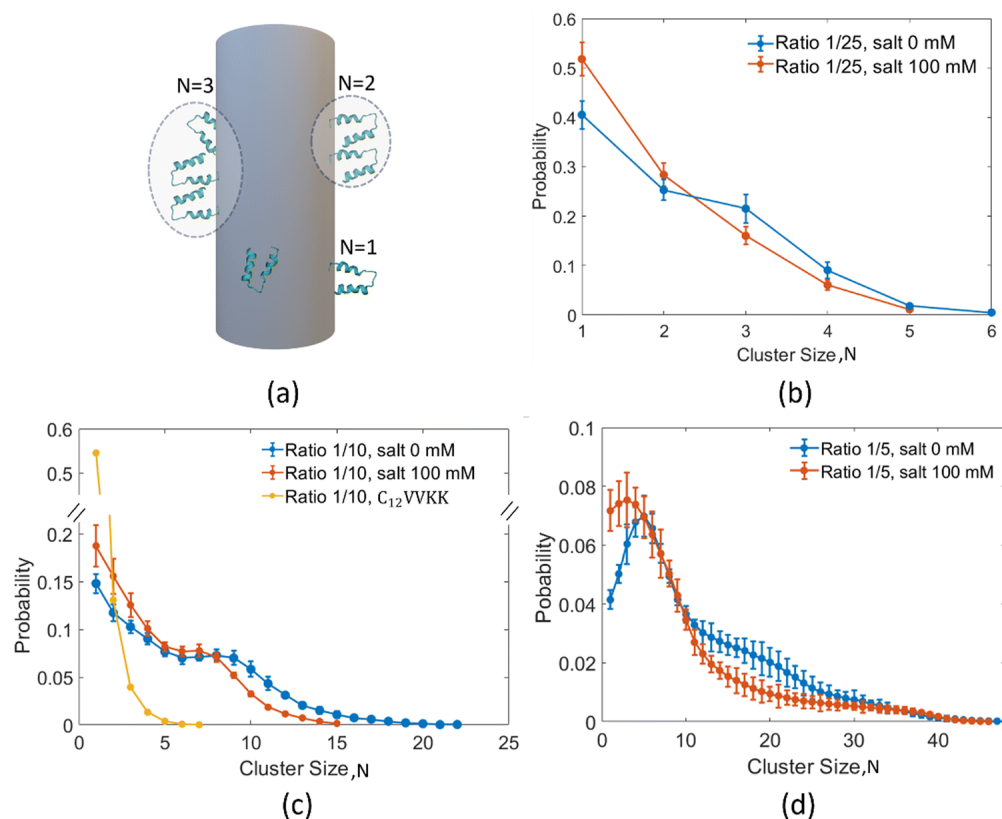 N=3
N=2
N=1
(a)
0.6
0.5
0.4
0.3
0.2
0.1
0
Probability
Ratio 1/25, salt 0 mM
Ratio 1/25, salt 100 mM
1 2 3 4 5 6
Cluster Size,N
(b)
0.6
0.5
0.2
0.15
0.1
0.05
0
Probability
Ratio 1/10, salt 0 mM
Ratio 1/10, salt 100 mM
Ratio 1/10, C₁₂VVKK
0 5 10 15 20 25
Cluster Size,N
(c)
0.1
0.08
0.06
0.04
0.02
0
Pobability
Ratio 1/5, salt 0 mM
Ratio 1/5, salt 100 mM
0 10 20 30 40
Cluster Size,N
(d)